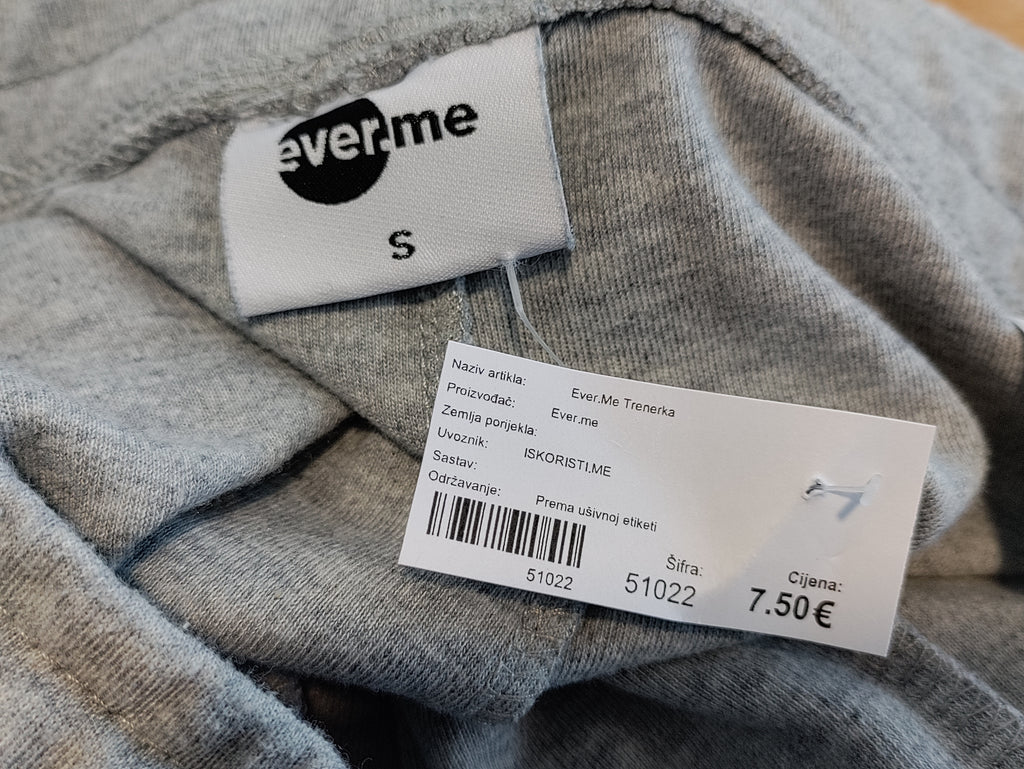 ever.me
S
Naziv artikla: Ever.Me Trenerka
Proizvođač: Ever.me
Zemlja porijekla:
Uvoznik: ISKORISTI.ME
Sastav:
Održavanje: Prema ušivnoj etiketi
51022
Šifra:
51022
Cijena:
7.50€